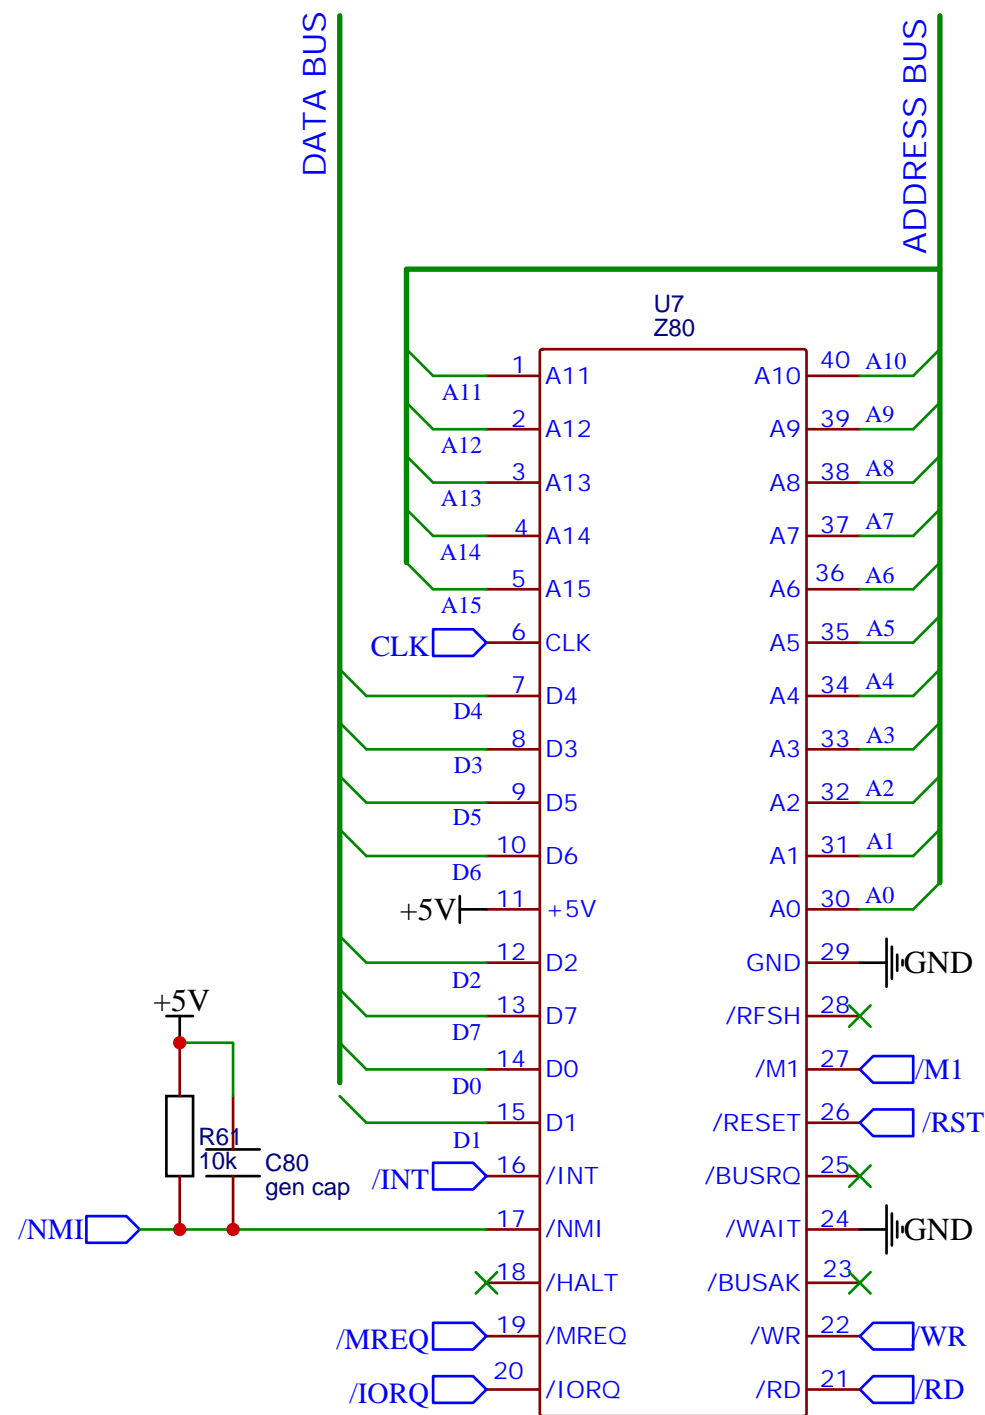 DATA BUS
ADDRESS BUS
U7
Z80
1 A11 A10 40 A10
A11
2 A12 A9 39 A9
A12
3 A13 A8 38 A8
A13
4 A14 A7 37 A7
A14
5 A15 A6 36 A6
A15
CLK 6 CLK A5 35 A5
7 D4 A4 34 A4
D4
8 D3 A3 33 A3
D3
9 D5 A2 32 A2
D5
10 D6 A1 31 A1
D6
+5V 11 +5V A0 30 A0
12 D2 GND 29 GND
D2
+5V
13 D7 /RFSH 28
D7
14 D0 /M1 27 /M1
D0
15 D1 /RESET 26 /RST
D1
R61
10k
C80
gen cap
/INT 16 /INT /BUSRQ 25
/NMI 17 /NMI /WAIT 24 GND
18 /HALT /BUSAK 23
/MREQ 19 /MREQ /WR 22 /WR
/IORQ 20 /IORQ /RD 21 /RD